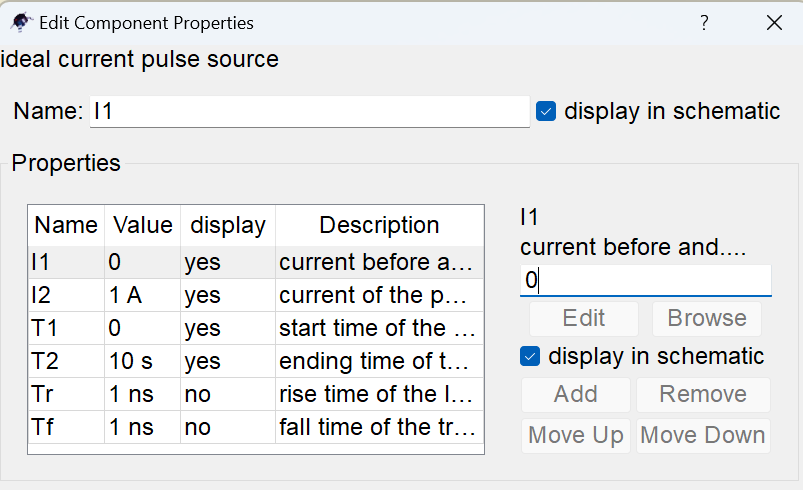 Edit Component Properties ?
ideal current pulse source
Name: I1 display in schematic
Properties
Name Value display Description
I1 0 yes current before a...
I2 1 A yes current of the p...
T1 0 yes start time of the ...
T2 10 s yes ending time of t...
Tr 1 ns no rise time of the l...
Tf 1 ns no fall time of the tr...
I1
current before and....
0
Edit Browse
display in schematic
Add Remove
Move Up Move Down